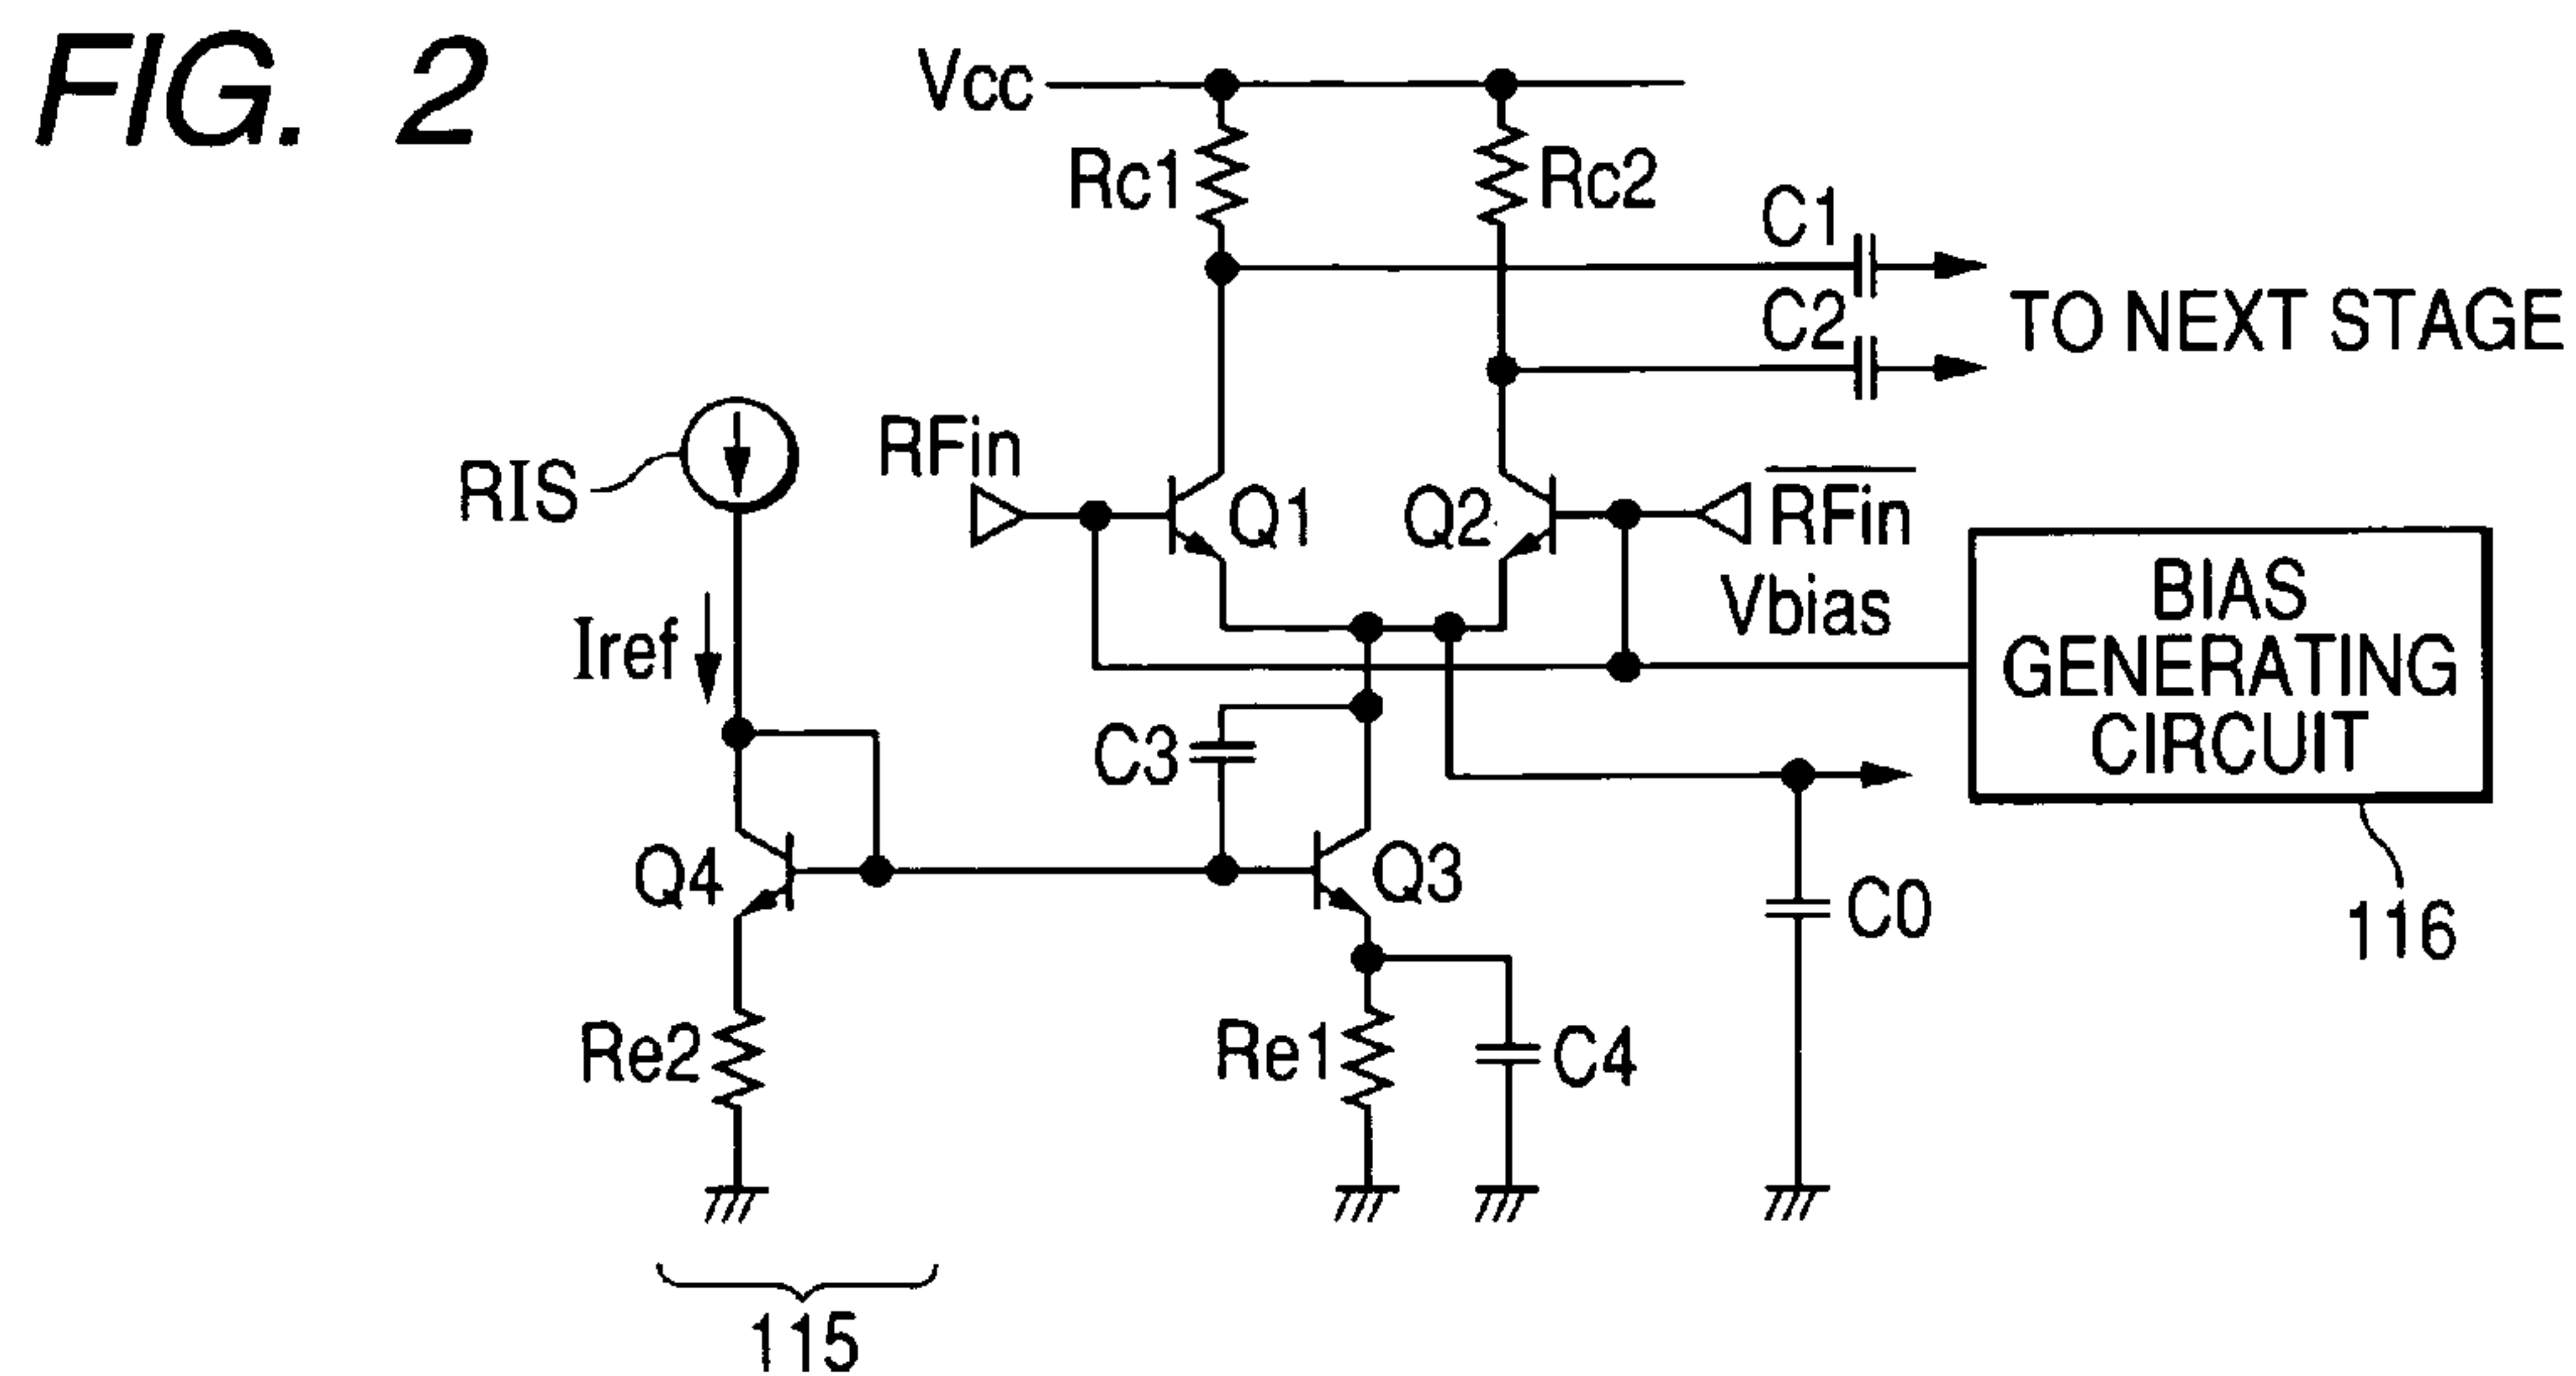 FIG. 2
Vcc
Rc1
Rc2
C1
C2
TO NEXT STAGE
RFin
RIS
Q1
Q2
RFin
Vbias
BIAS
GENERATING
CIRCUIT
Iref
C3
Q4
Q3
C0
116
Re2
Re1
C4
115